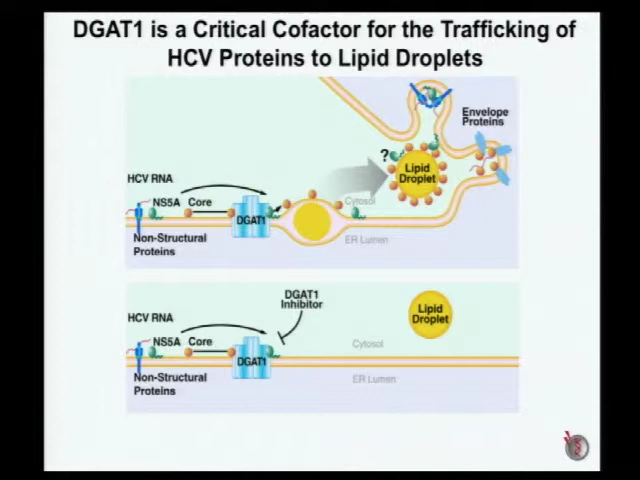 DGAT1 is a Critical Cofactor for the Trafficking of
HCV Proteins to Lipid Droplets
Envelope
Proteins
?
Lipid
Droplet
HCV RNA
NS5A Core
DGAT1
Cytosol
ER Lumen
Non-Structural
Proteins
DGAT1
Inhibitor
Lipid
Droplet
HCV RNA
NS5A Core
DGAT1
Cytosol
ER Lumen
Non-Structural
Proteins